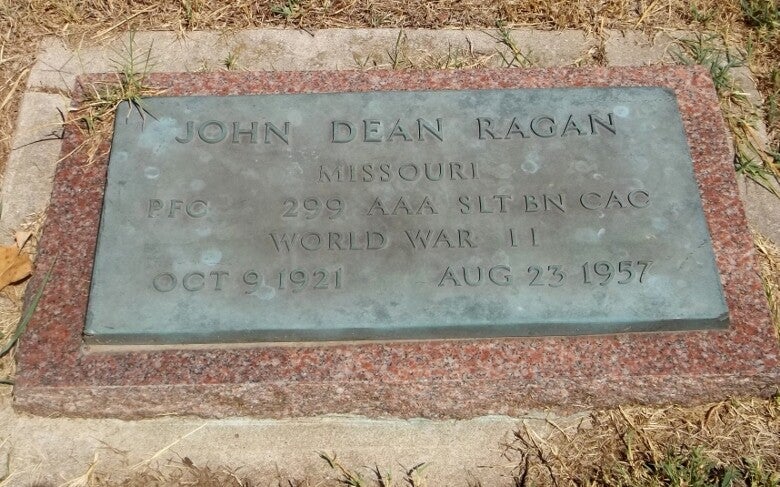 JOHN DEAN RAGAN
MISSOURI
PFC 299 AAA SLT BN CAC
WORLD WAR II
OCT 9 1921 AUG 23 1957